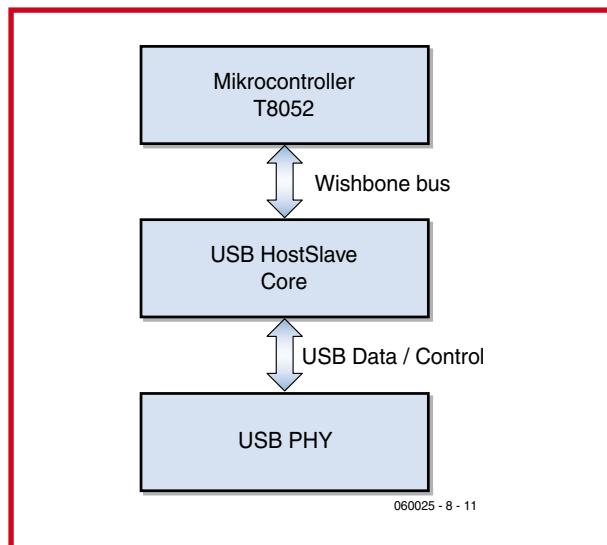 Mikrocontroller
T8052
Wishbone bus
USB HostSlave
Core
USB Data / Control
USB PHY
060025 - 8 - 11